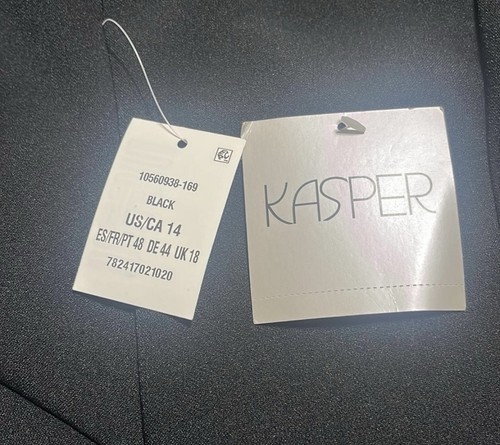 10560938-169
BLACK
US/CA 14
ES/FR/PT 48 DE 44 UK 18
782417021020
KASPER